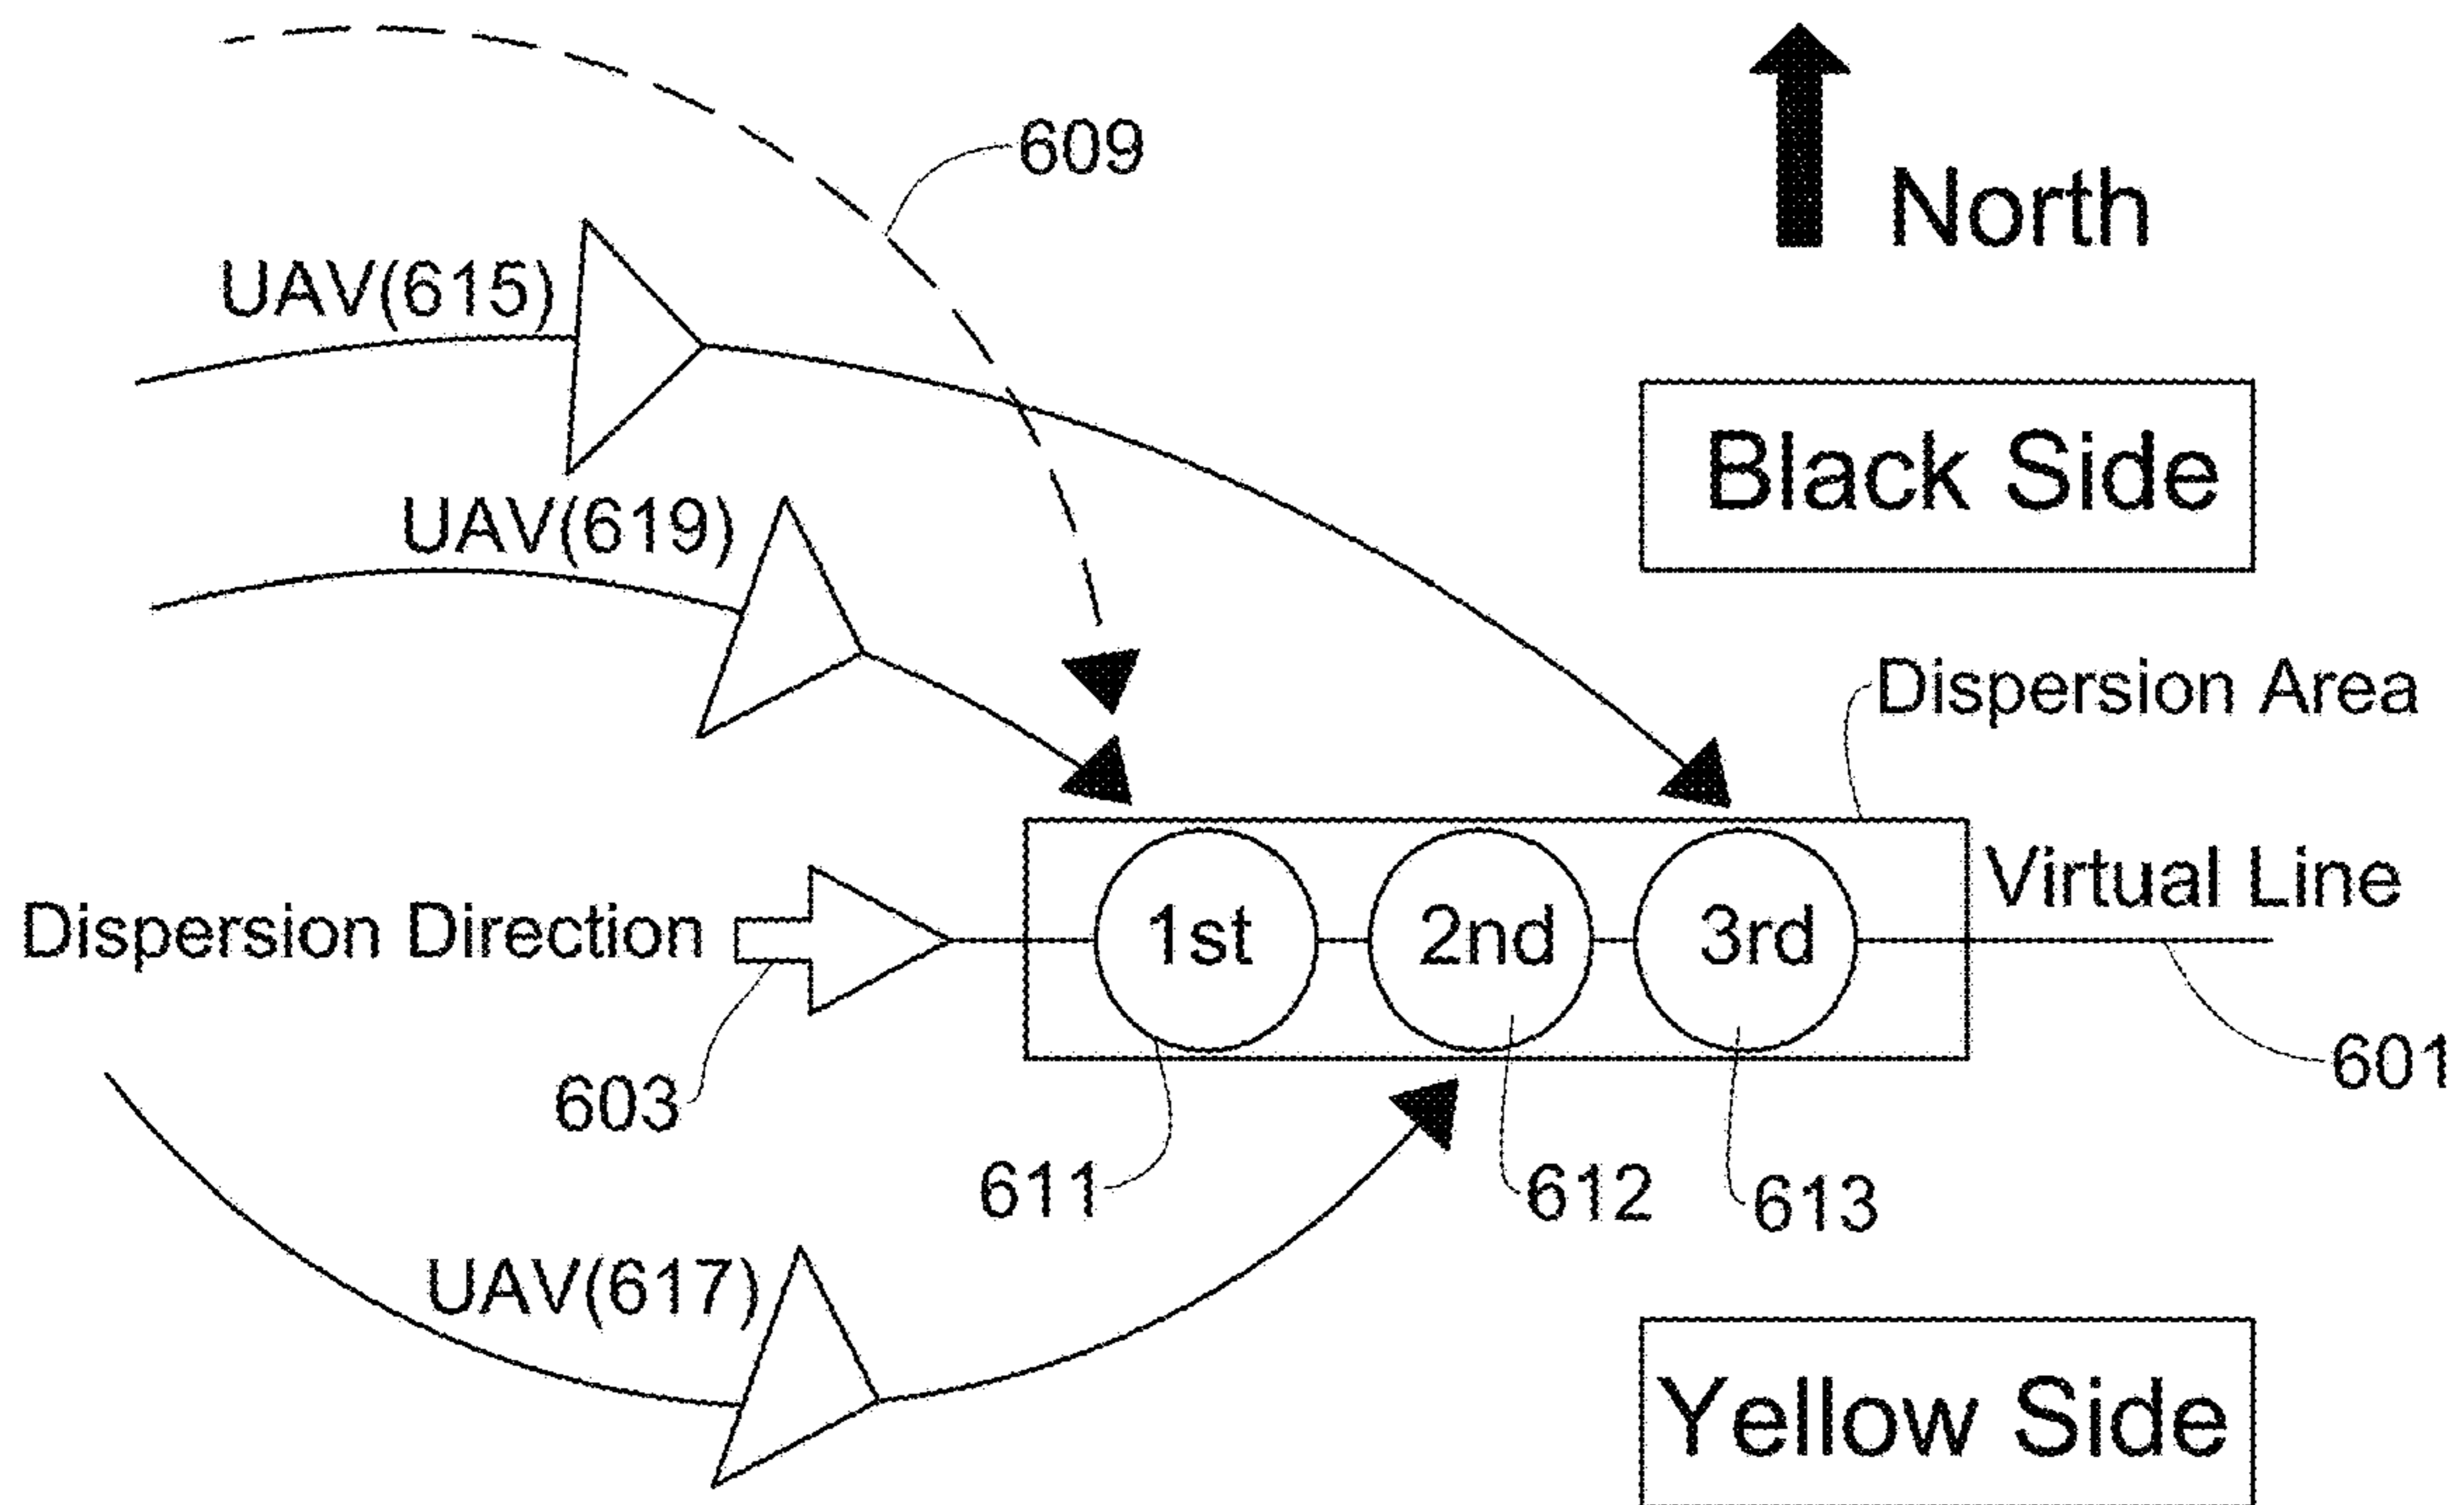 609
North
UAV(615)
Black Side
UAV(619)
Dispersion Area
Virtual Line
Dispersion Direction
1st
2nd
3rd
601
603
611
612
613
UAV(617)
Yellow Side